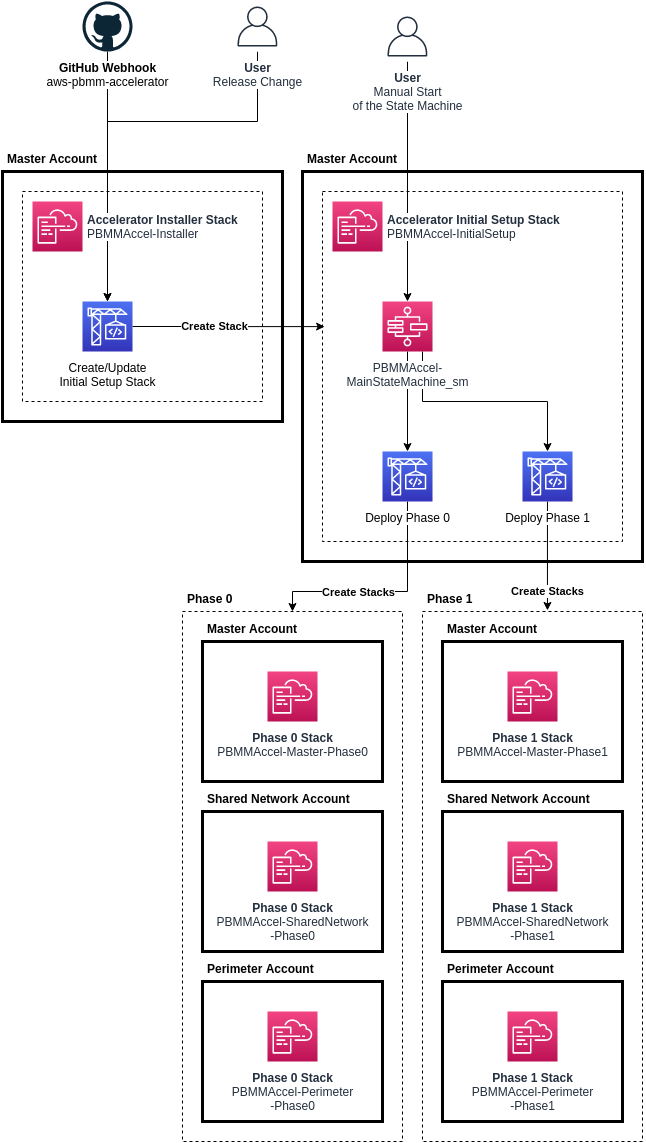 GitHub Webhook
aws-pbmm-accelerator
User
Release Change
User
Manual Start
of the State Machine
Master Account
Accelerator Installer Stack
PBMMAccel-Installer
Create/Update
Initial Setup Stack
Create Stack
Master Account
Accelerator Initial Setup Stack
PBMMAccel-InitialSetup
PBMMAccel-
MainStateMachine_sm
Deploy Phase 0
Deploy Phase 1
Create Stacks
Create Stacks
Phase 0
Master Account
Phase 0 Stack
PBMMAccel-Master-Phase0
Shared Network Account
Phase 0 Stack
PBMMAccel-SharedNetwork
-Phase0
Perimeter Account
Phase 0 Stack
PBMMAccel-Perimeter
-Phase0
Phase 1
Master Account
Phase 1 Stack
PBMMAccel-Master-Phase1
Shared Network Account
Phase 1 Stack
PBMMAccel-SharedNetwork
-Phase1
Perimeter Account
Phase 1 Stack
PBMMAccel-Perimeter
-Phase1